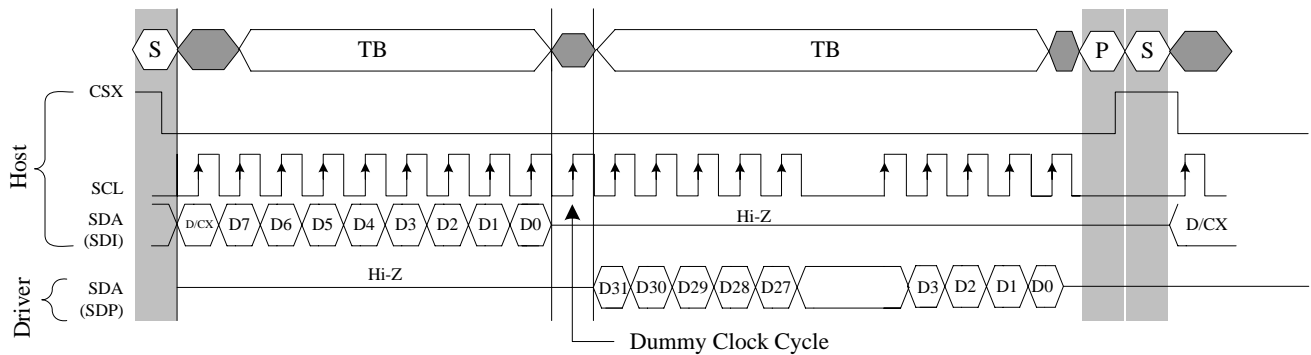 S TB TB P S
CSX
Host
SCL
SDA
(SDI)
D/CX D7 D6 D5 D4 D3 D2 D1 D0 Hi-Z D/CX
Hi-Z
Driver
SDA
(SDP)
D31 D30 D29 D28 D27 D3 D2 D1 D0
Dummy Clock Cycle